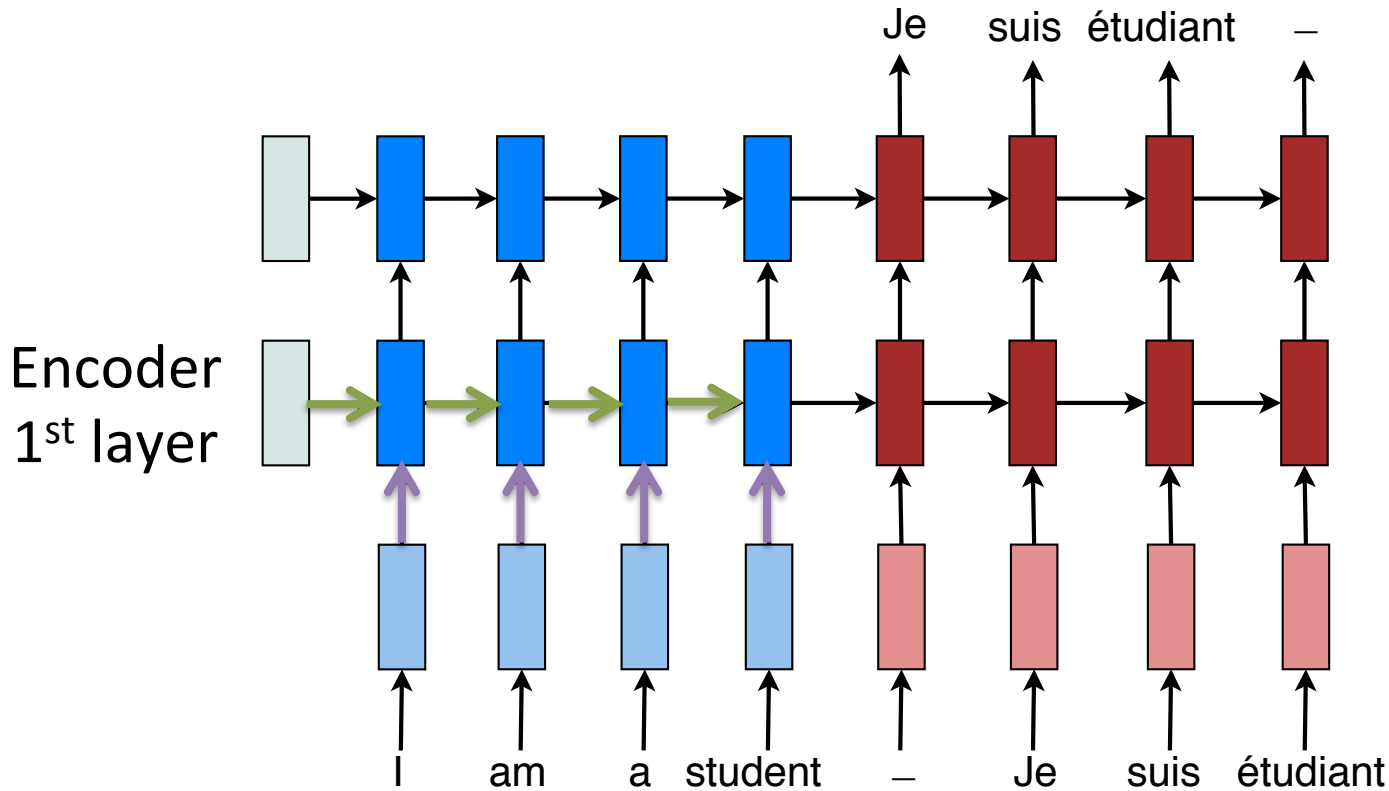 Je suis étudiant –
Encoder
1st layer
I am a student – Je suis étudiant